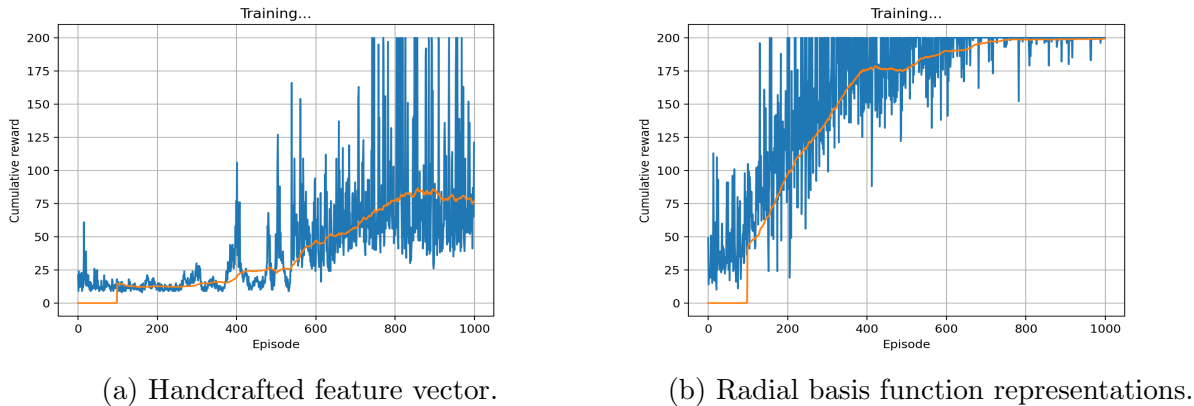 Training...
Cumulative reward
200
175
150
125
100
75
50
25
0
0 200 400 600 800 1000
Episode
(a) Handcrafted feature vector.
Training...
Cumulative reward
200
175
150
125
100
75
50
25
0
0 200 400 600 800 1000
Episode
(b) Radial basis function representations.